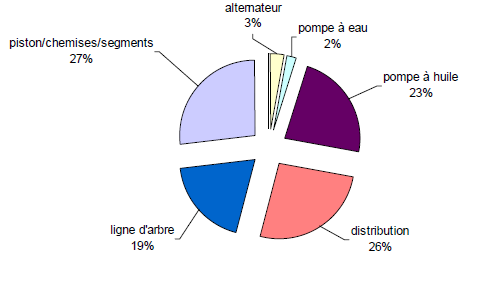 alternateur
3%
pompe à eau
2%
piston/chemises/segments
27%
pompe à huile
23%
ligne d'arbre
19%
distribution
26%